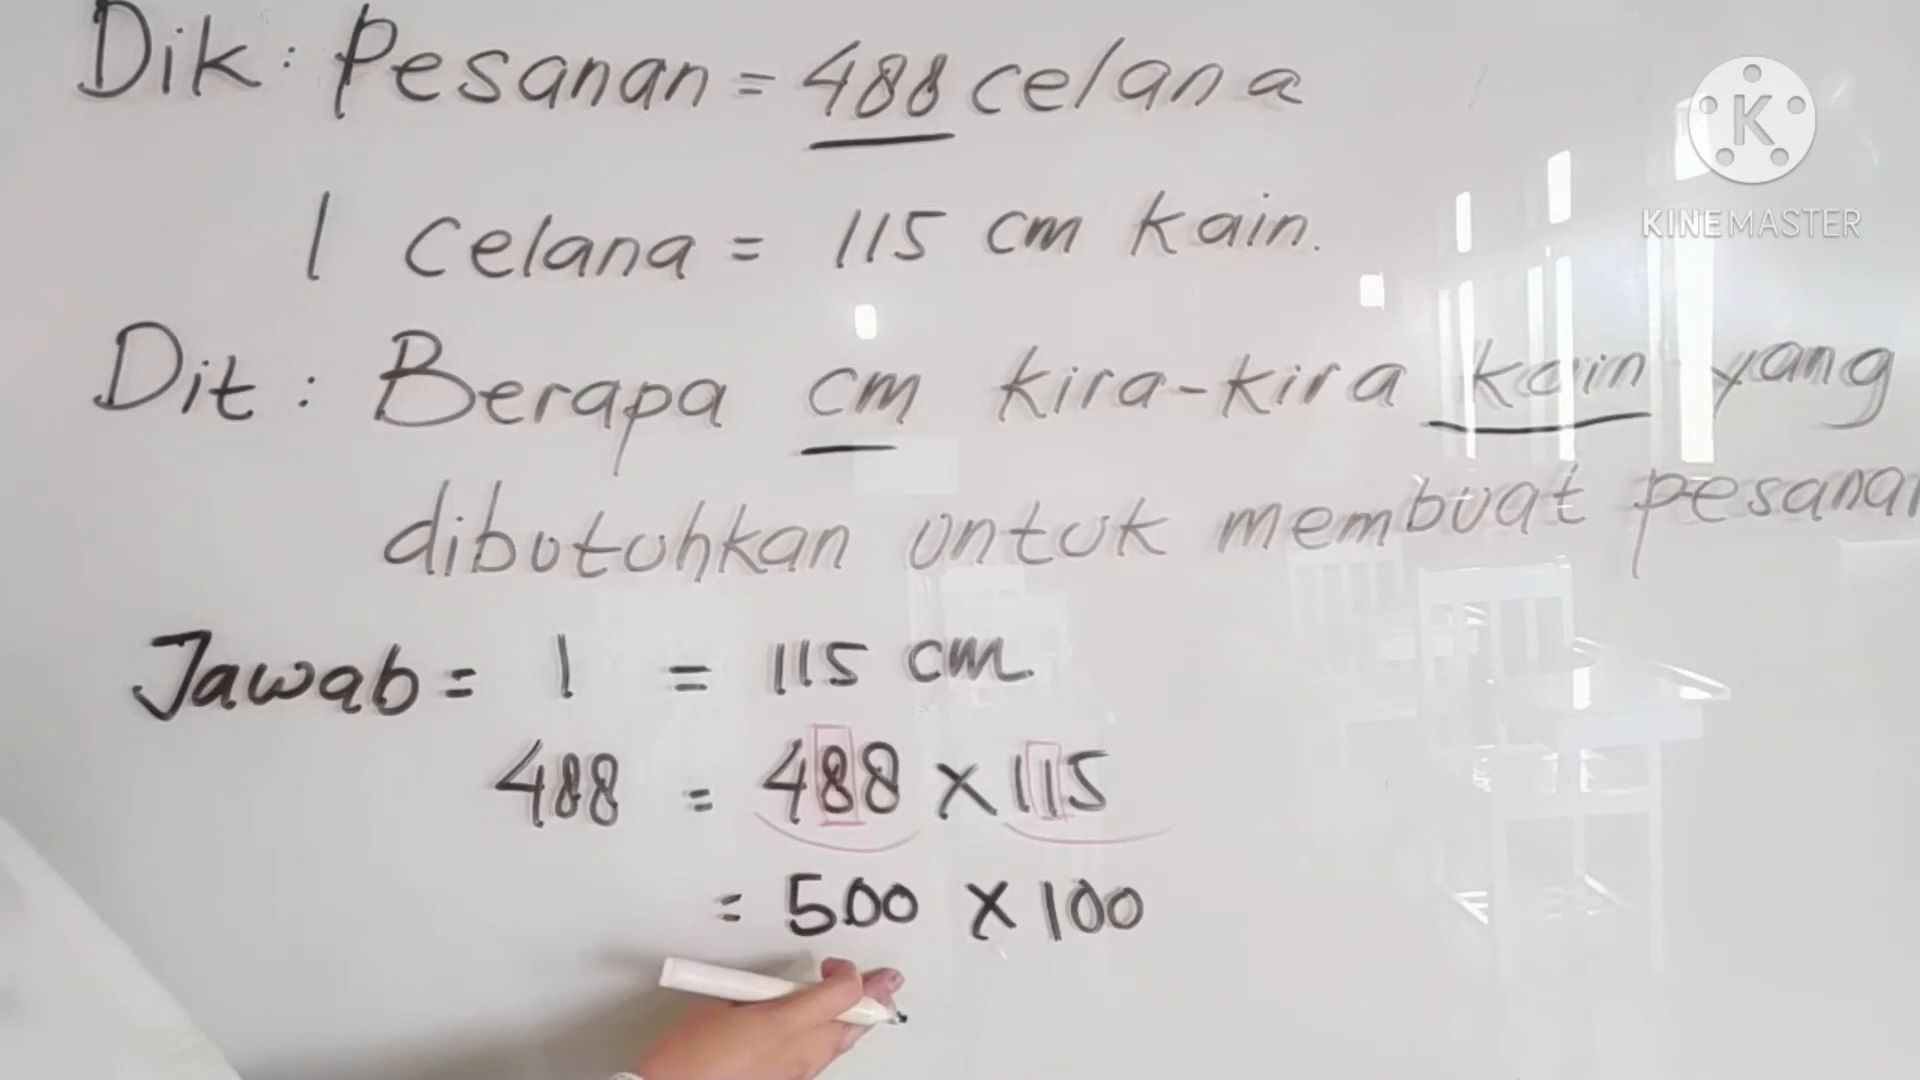 Dik : Pesanan = 488 celana
1 celana = 115 cm kain.
Dit : Berapa cm kira-kira kain yang
dibutuhkan untuk membuat pesanan
Jawab = 1 = 115 cm.
488 = 488 x 115
= 500 x 100
K
KINEMASTER